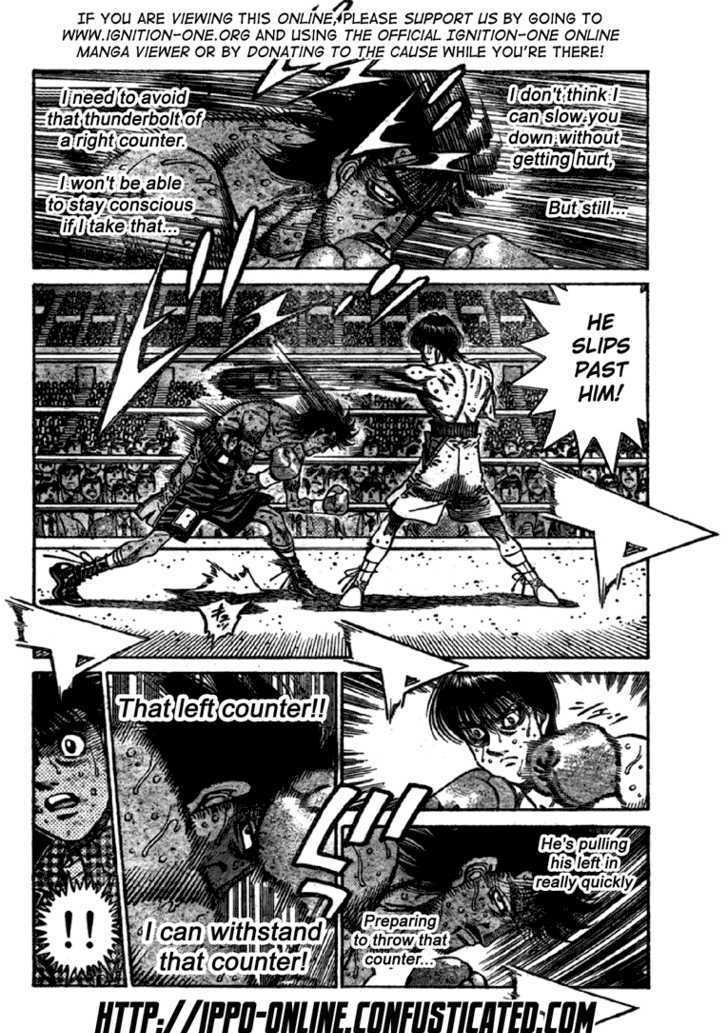 IF YOU ARE VIEWING THIS ONLINE, PLEASE SUPPORT US BY GOING TO
WWW.IGNITION-ONE.ORG AND USING THE OFFICIAL IGNITION-ONE ONLINE
MANGA VIEWER OR BY DONATING TO THE CAUSE WHILE YOU'RE THERE!
I don't think I
can slow you
down without
getting hurt,
But still...
I need to avoid
that thunderbolt of
a right counter.
I won't be able
to stay conscious
if I take that...
HE
SLIPS
PAST
HIM!
R
He's pulling
his left in
really quickly
Preparing
to throw that
counter...
That left counter!!
I can withstand
that counter!
!!
HTTP://IPPO-ONLINE.CONFUSTICATED.COM